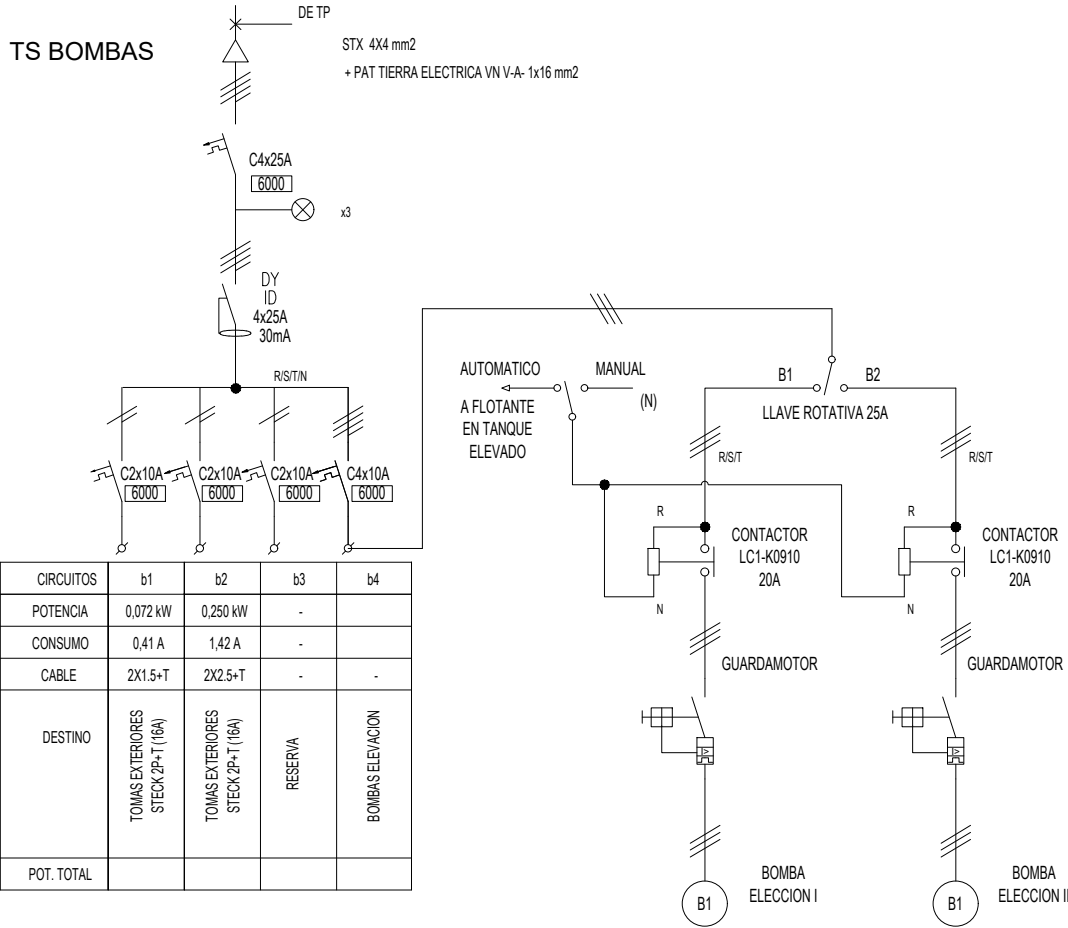 DE TP
TS BOMBAS
STX 4X4 mm2
+ PAT TIERRA ELECTRICA VN V-A- 1x16 mm2
C4x25A
6000
x3
DY
ID
4x25A
30mA
R/S/T/N
C2x10A
6000
C2x10A
6000
C2x10A
6000
C4x10A
6000
AUTOMATICO
MANUAL
(N)
A FLOTANTE
EN TANQUE
ELEVADO
B1
B2
LLAVE ROTATIVA 25A
R/S/T
R/S/T
R
N
CONTACTOR
LC1-K0910
20A
R
N
CONTACTOR
LC1-K0910
20A
GUARDAMOTOR
GUARDAMOTOR
BOMBA
ELECCION I
B1
BOMBA
ELECCION II
B1
CIRCUITOS b1 b2 b3 b4
POTENCIA 0,072 kW 0,250 kW -
CONSUMO 0,41 A 1,42 A -
CABLE 2X1.5+T 2X2.5+T - -
DESTINO
TOMAS EXTERIORES
STECK 2P+T (16A)
TOMAS EXTERIORES
STECK 2P+T (16A)
RESERVA
BOMBAS ELEVACION
POT. TOTAL